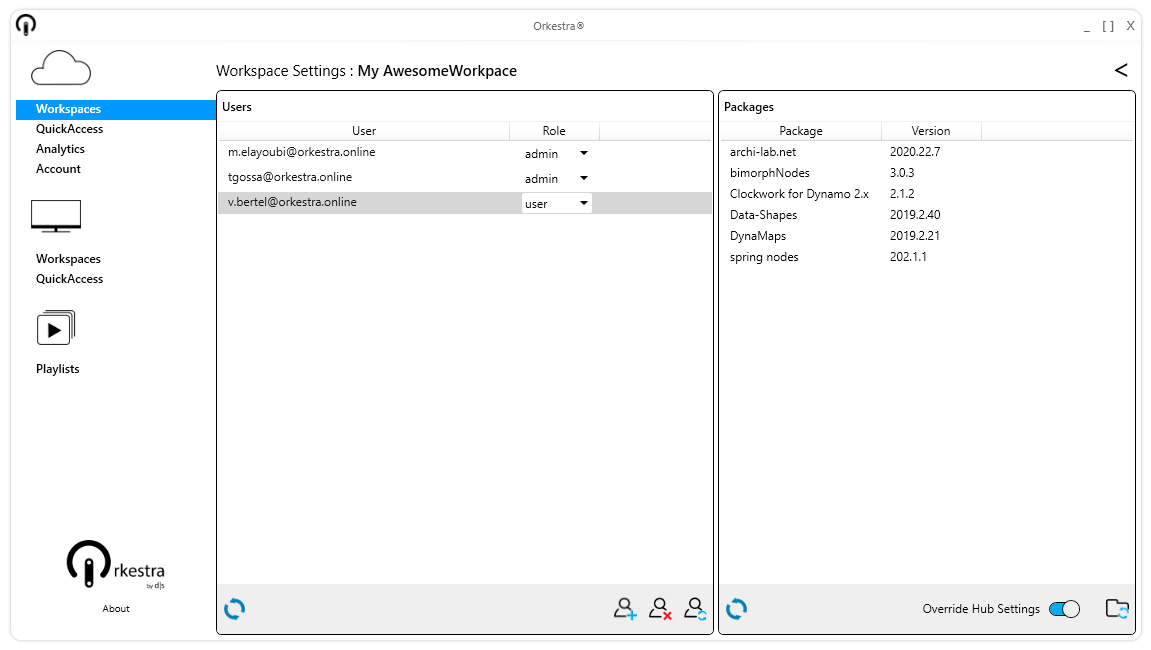 Orkestra®
_ [ ] X
Workspace Settings : My AwesomeWorkpace
<
Workspaces
QuickAccess
Analytics
Account
Workspaces
QuickAccess
Playlists
rkestra
by d|s
About
Users
User Role
m.elayoubi@orkestra.online admin
tgossa@orkestra.online admin
v.bertel@orkestra.online user
Packages
Package Version
archi-lab.net 2020.22.7
bimorphNodes 3.0.3
Clockwork for Dynamo 2.x 2.1.2
Data-Shapes 2019.2.40
DynaMaps 2019.2.21
spring nodes 202.1.1
Override Hub Settings